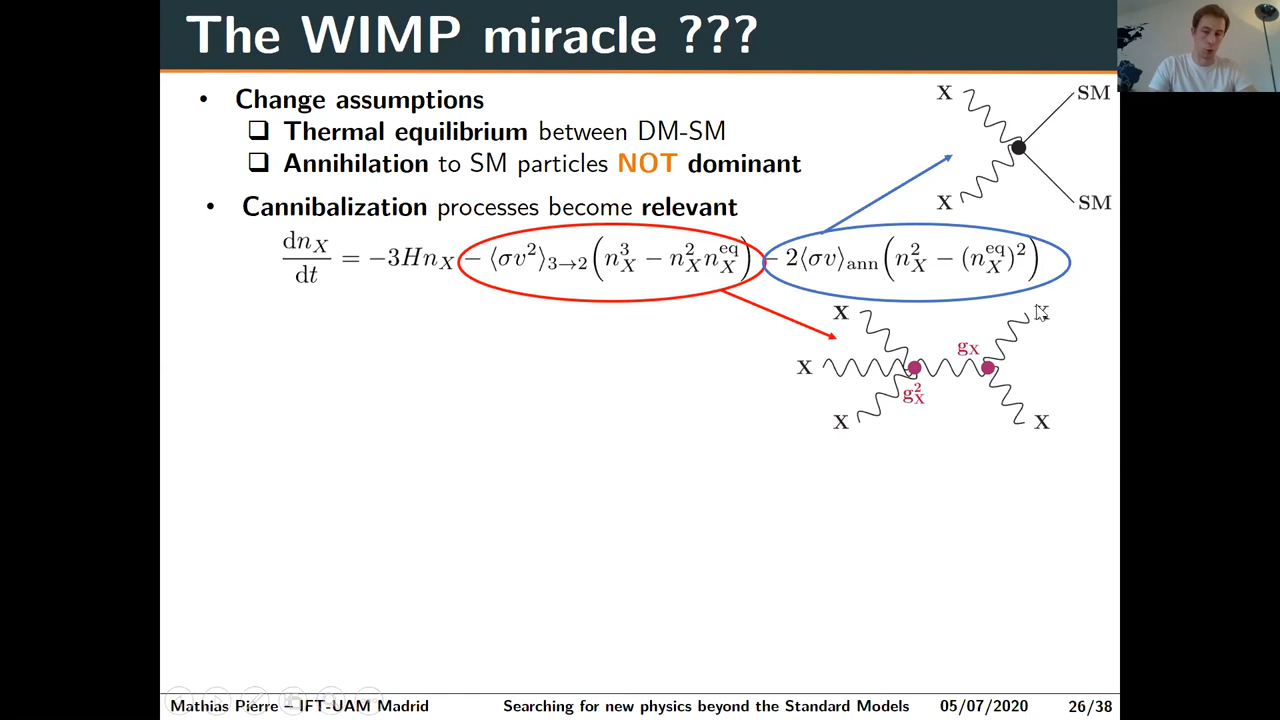 The WIMP miracle ???
• Change assumptions
❑ Thermal equilibrium between DM-SM
❑ Annihilation to SM particles NOT dominant
• Cannibalization processes become relevant
dn_X/dt = −3Hn_X − ⟨σv²⟩_{3→2}(n_X³ − n_X² n_X^eq) − 2⟨σv⟩_ann(n_X² − (n_X^eq)²)
X SM
X SM
X X
X g_X
g_X²
X X
Mathias Pierre – IFT-UAM Madrid Searching for new physics beyond the Standard Models 05/07/2020 26/38